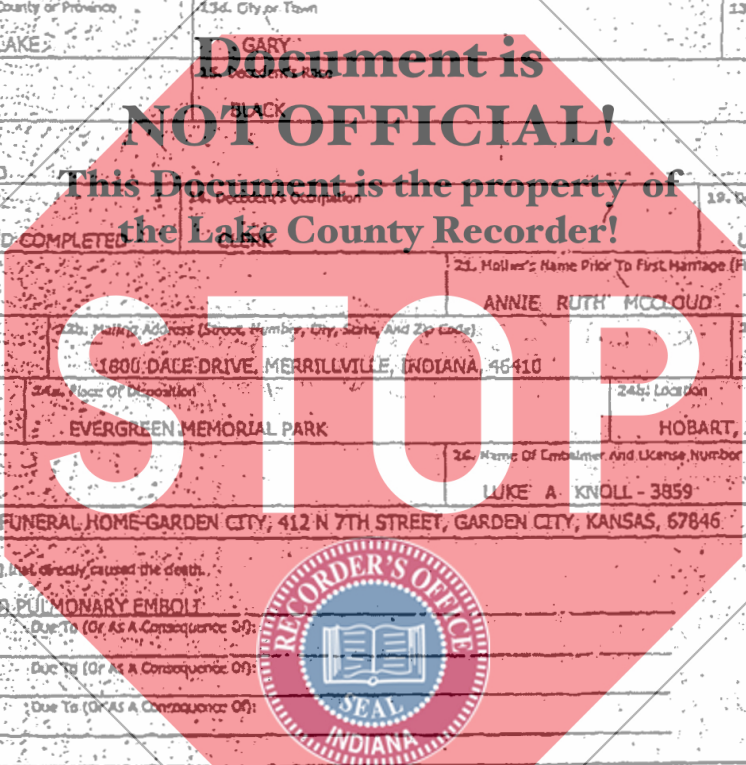 County or Province 13d. City or Town 13
LAKE GARY
Document is
15. Decedent's Race
BLACK
NOT OFFICIAL!
This Document is the property of
18. Decedent's Occupation 19.
the Lake County Recorder!
COMPLETED CLERK
21. Mother's Name Prior To First Marriage
ANNIE RUTH MCCLOUD
22b. Mailing Address (Street, Number, City, State, And Zip Code)
1800 DALE DRIVE, MERRILLVILLE, INDIANA, 46410
STOP
24a. Place Of Disposition 24b. Location
EVERGREEN MEMORIAL PARK HOBART,
26. Name Of Embalmer And License Number
LUKE A KNOLL - 3859
FUNERAL HOME-GARDEN CITY, 412 N 7TH STREET, GARDEN CITY, KANSAS, 67846
that directly caused the death.
PULMONARY EMBOLI
Due To (Or As A Consequence Of):
Due To (Or As A Consequence Of):
Due To (Or As A Consequence Of):
RECORDER'S OFFICE
SEAL
INDIANA